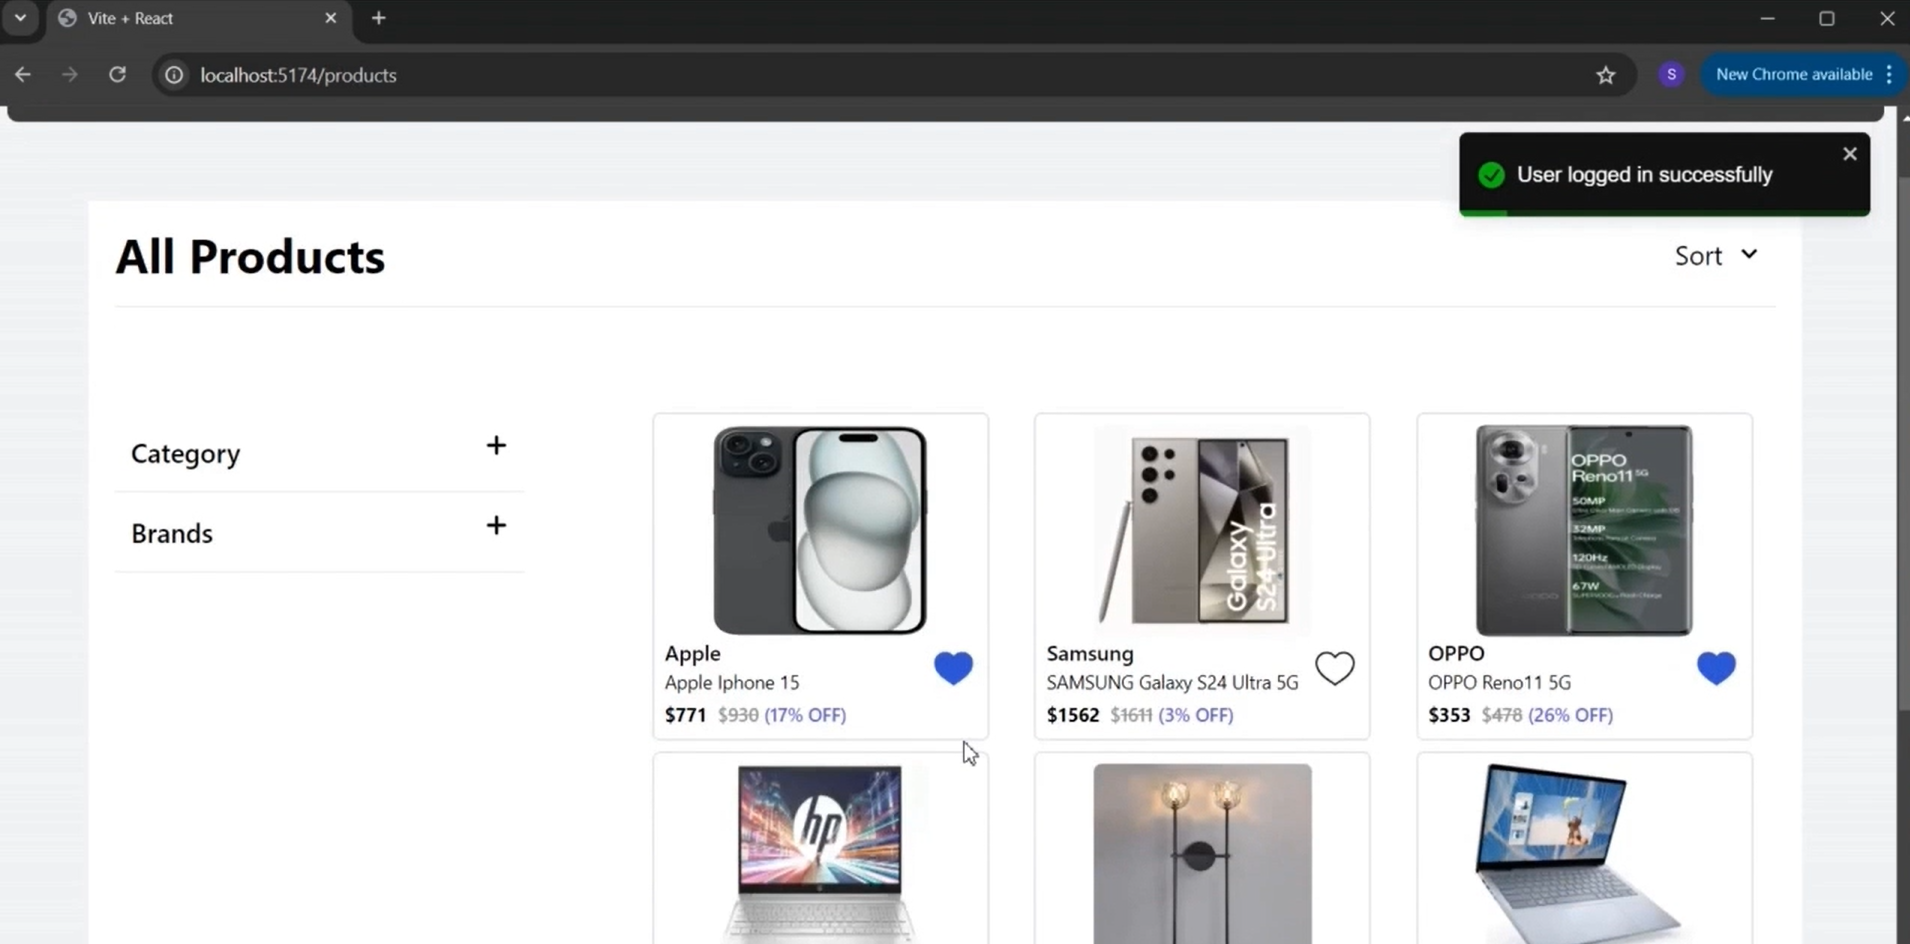 Vite + React
localhost:5174/products
S
New Chrome available
User logged in successfully
All Products
Sort
Category
Brands
Galaxy
S24 Ultra
OPPO
Reno11 5G
50MP
32MP
120Hz
67W
Apple
Apple Iphone 15
$771 $930 (17% OFF)
Samsung
SAMSUNG Galaxy S24 Ultra 5G
$1562 $1611 (3% OFF)
OPPO
OPPO Reno11 5G
$353 $478 (26% OFF)
hp